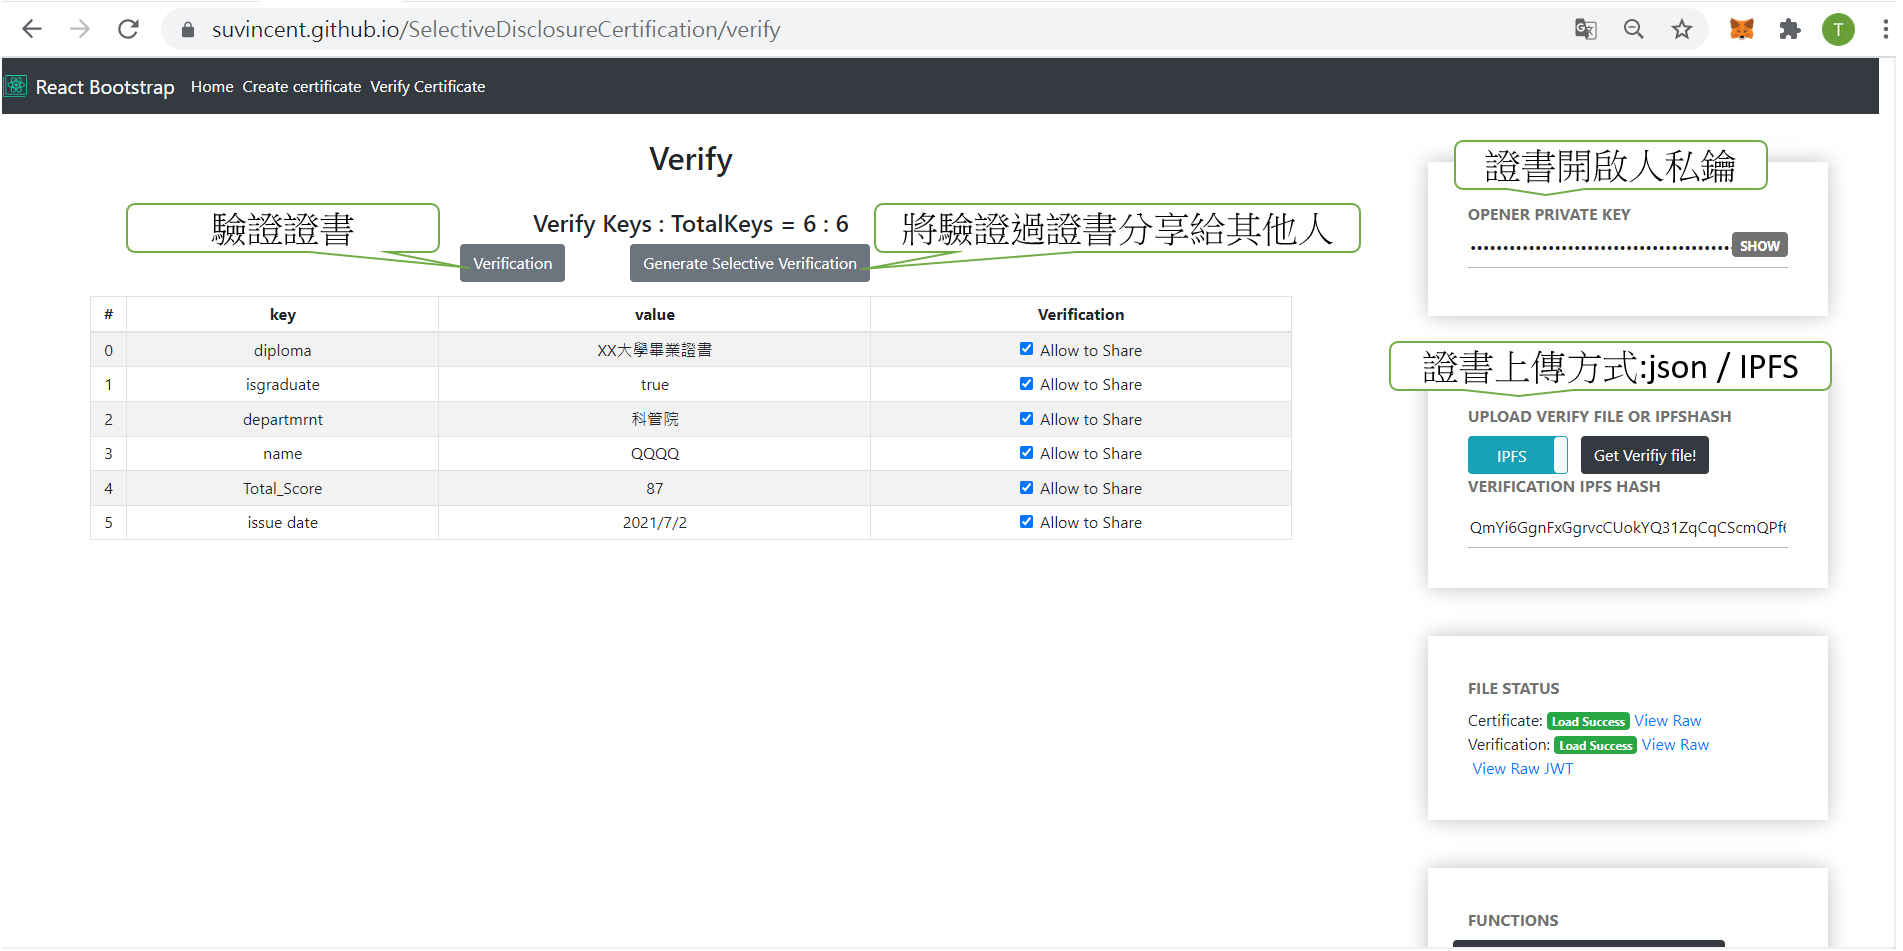 suvincent.github.io/SelectiveDisclosureCertification/verify
T
React Bootstrap Home Create certificate Verify Certificate
Verify
驗證證書
Verify Keys : TotalKeys = 6 : 6
將驗證過證書分享給其他人
Verification
Generate Selective Verification
# key value Verification
0 diploma XX大學畢業證書 Allow to Share
1 isgraduate true Allow to Share
2 departmrnt 科管院 Allow to Share
3 name QQQQ Allow to Share
4 Total_Score 87 Allow to Share
5 issue date 2021/7/2 Allow to Share
證書開啟人私鑰
OPENER PRIVATE KEY
SHOW
證書上傳方式:json / IPFS
UPLOAD VERIFY FILE OR IPFSHASH
IPFS Get Verifiy file!
VERIFICATION IPFS HASH
QmYi6GgnFxGgrvcCUokYQ31ZqCqCScmQPf6
FILE STATUS
Certificate: Load Success View Raw
Verification: Load Success View Raw
View Raw JWT
FUNCTIONS